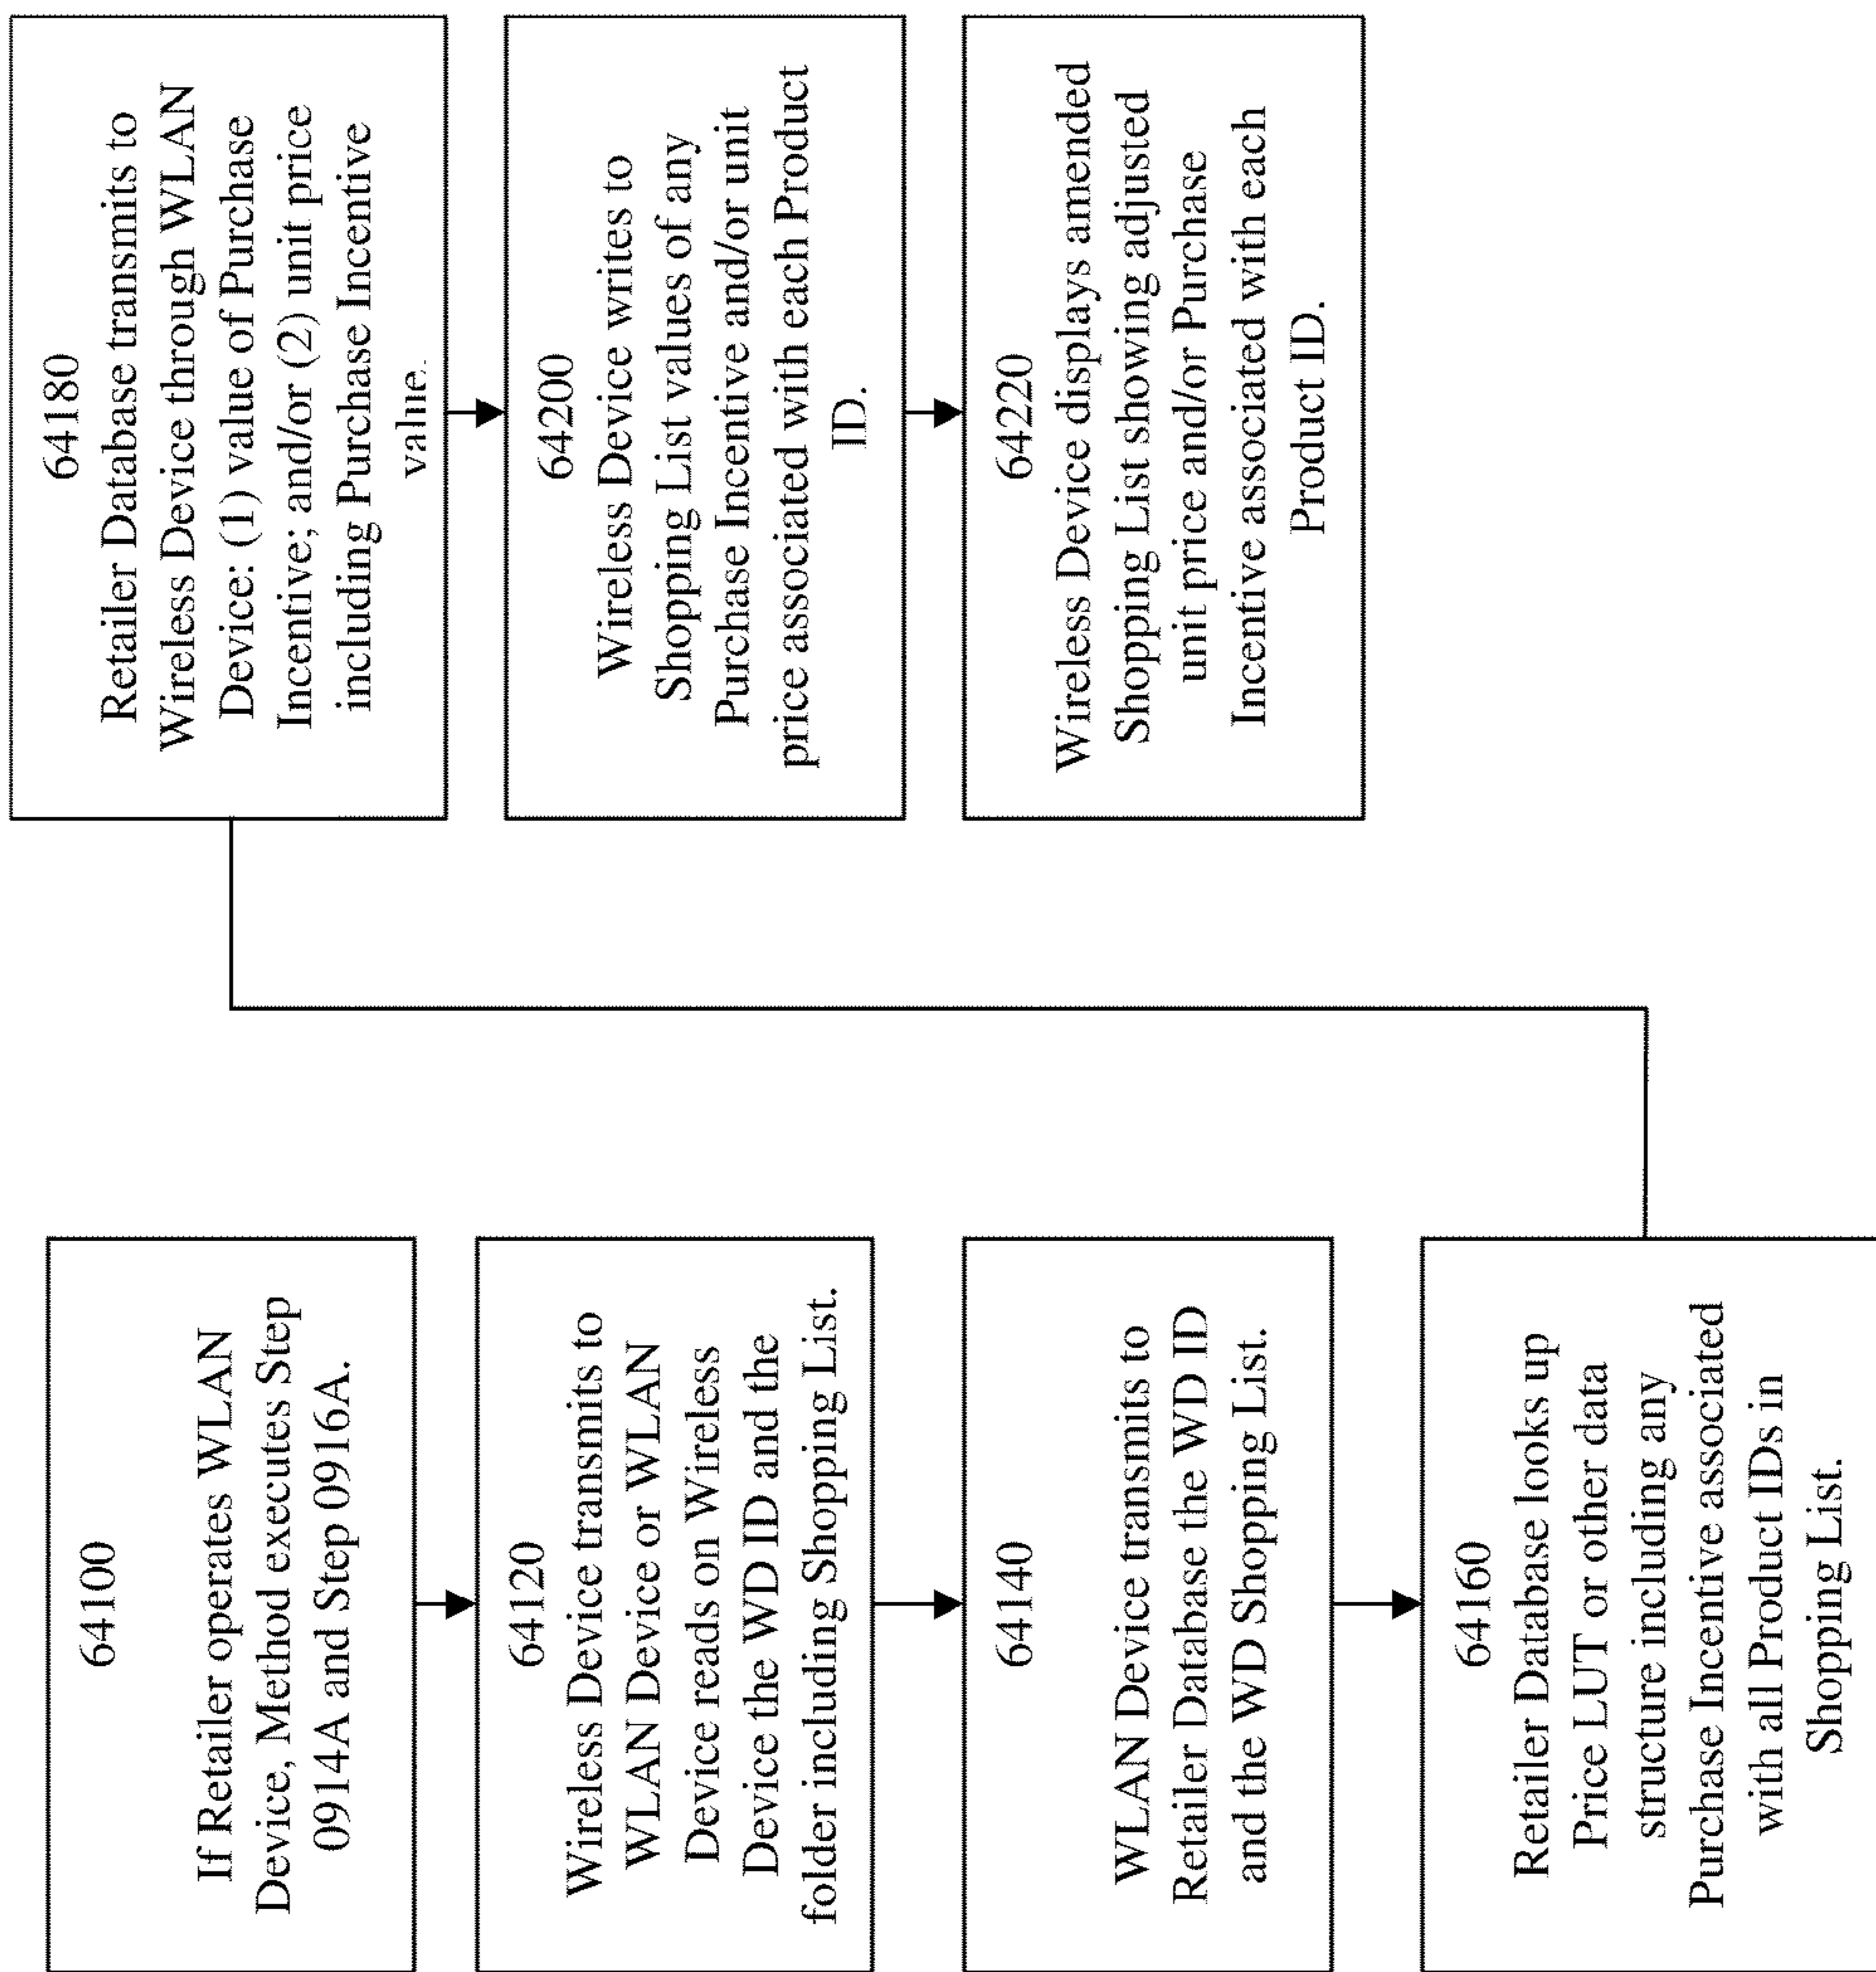 64100
If Retailer operates WLAN
Device, Method executes Step
0914A and Step 0916A.
64120
Wireless Device transmits to
WLAN Device or WLAN
Device reads on Wireless
Device the WD ID and the
folder including Shopping List.
64140
WLAN Device transmits to
Retailer Database the WD ID
and the WD Shopping List.
64160
Retailer Database looks up
Price LUT or other data
structure including any
Purchase Incentive associated
with all Product IDs in
Shopping List.
64180
Retailer Database transmits to
Wireless Device through WLAN
Device: (1) value of Purchase
Incentive; and/or (2) unit price
including Purchase Incentive
value.
64200
Wireless Device writes to
Shopping List values of any
Purchase Incentive and/or unit
price associated with each Product
ID.
64220
Wireless Device displays amended
Shopping List showing adjusted
unit price and/or Purchase
Incentive associated with each
Product ID.